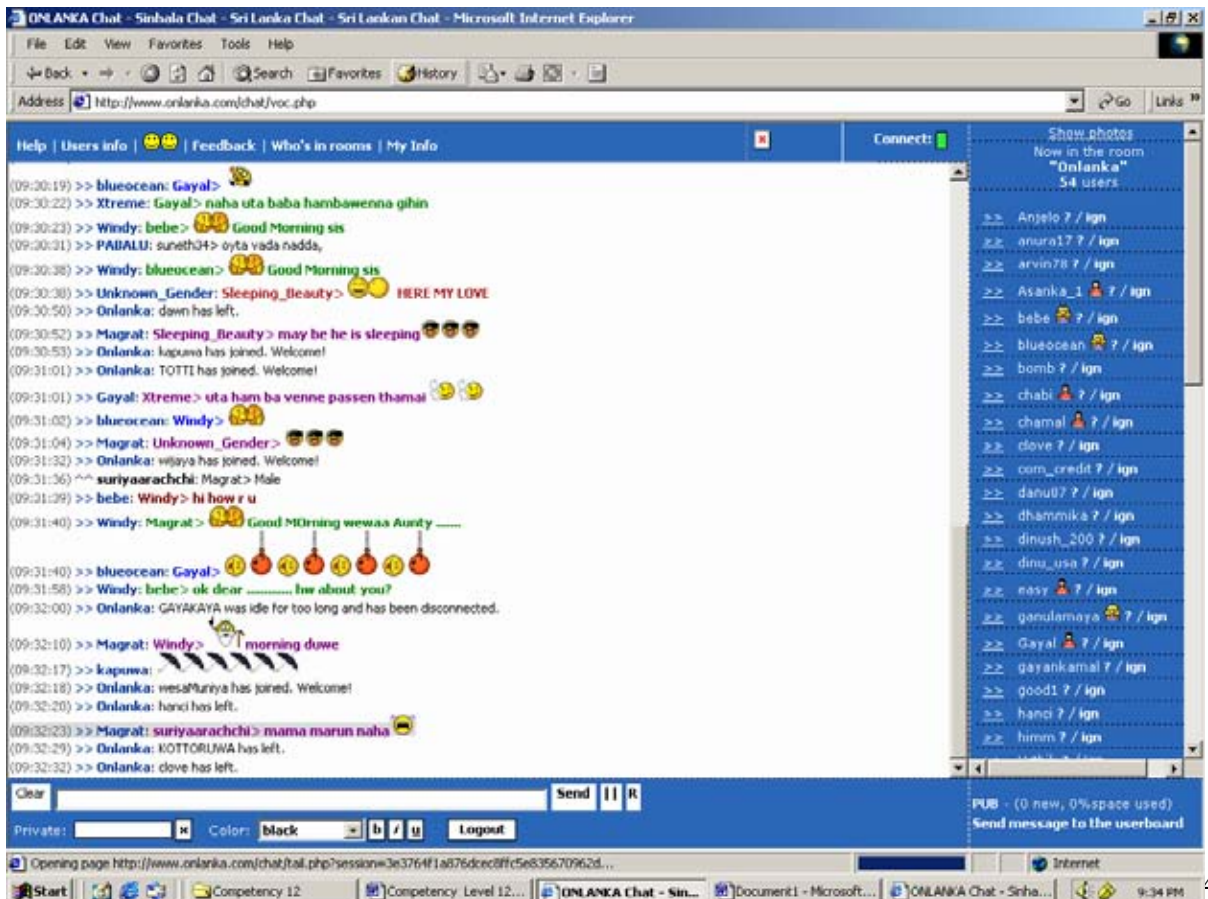 ONLANKA Chat - Sinhala Chat - Sri Lanka Chat - Sri Lankan Chat - Microsoft Internet Explorer
File Edit View Favorites Tools Help
Back Search Favorites History
Address http://www.onlanka.com/chat/voc.php Go Links »
Help | Users info | | Feedback | Who's in rooms | My Info
Connect:
(09:30:19) >> blueocean: Gayal>
(09:30:22) >> Xtreme: Gayal> naha uta baba hambawenna gihin
(09:30:23) >> Windy: bebe> Good Morning sis
(09:30:31) >> PABALU: suneth34> oyta vada nadda,
(09:30:38) >> Windy: blueocean> Good Morning sis
(09:30:38) >> Unknown_Gender: Sleeping_Beauty> HERE MY LOVE
(09:30:50) >> Onlanka: dawn has left.
(09:30:52) >> Magrat: Sleeping_Beauty> may be he is sleeping
(09:30:53) >> Onlanka: kapuwa has joined. Welcome!
(09:31:01) >> Onlanka: TOTTI has joined. Welcome!
(09:31:01) >> Gayal: Xtreme> uta ham ba venne passen thamai
(09:31:02) >> blueocean: Windy>
(09:31:04) >> Magrat: Unknown_Gender>
(09:31:32) >> Onlanka: wijaya has joined. Welcome!
(09:31:36) ^^ suriyaarachchi: Magrat> Male
(09:31:39) >> bebe: Windy> hi how r u
(09:31:40) >> Windy: Magrat> Good MOrning wewaa Aunty ......
(09:31:40) >> blueocean: Gayal>
(09:31:58) >> Windy: bebe> ok dear ............ hw about you?
(09:32:00) >> Onlanka: GAYAKAYA was idle for too long and has been disconnected.
(09:32:10) >> Magrat: Windy> morning duwe
(09:32:17) >> kapuwa:
(09:32:18) >> Onlanka: wesaMuniya has joined. Welcome!
(09:32:20) >> Onlanka: hanci has left.
(09:32:23) >> Magrat: suriyaarachchi> mama marun naha
(09:32:29) >> Onlanka: KOTTORUWA has left.
(09:32:32) >> Onlanka: clove has left.
Show photos
Now in the room
"Onlanka"
54 users
>> Anjelo ? / ign
>> anura17 ? / ign
>> arvin78 ? / ign
>> Asanka_1 ? / ign
>> bebe ? / ign
>> blueocean ? / ign
>> bomb ? / ign
>> chabi ? / ign
>> chamal ? / ign
>> clove ? / ign
>> com_credit ? / ign
>> danu07 ? / ign
>> dhammika ? / ign
>> dinush_200 ? / ign
>> dinu_usa ? / ign
>> easy ? / ign
>> ganulamaya ? / ign
>> Gayal ? / ign
>> gayankamal ? / ign
>> good1 ? / ign
>> hanci ? / ign
>> himm ? / ign
Clear Send | | R
Private: Color: black b / u Logout
PUB - (0 new, 0%space used)
Send message to the userboard
Opening page http://www.onlanka.com/chat/tail.php?session=3e3764f1a876dcec8ffc5e835670962d...
Internet
Start Competency 12 Competency Level 12... ONLANKA Chat - Sin... Document1 - Microsoft... ONLANKA Chat - Sinha... 9:34 PM